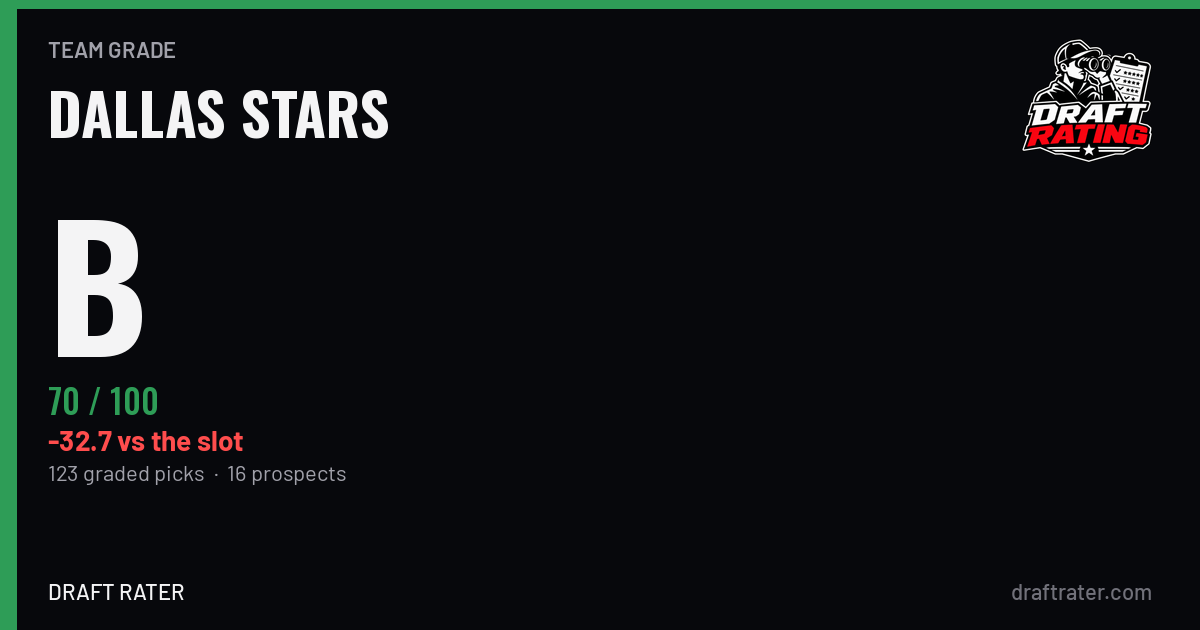 TEAM GRADE
DALLAS STARS
DRAFT
RATING
B
70 / 100
-32.7 vs the slot
123 graded picks · 16 prospects
DRAFT RATER
draftrater.com